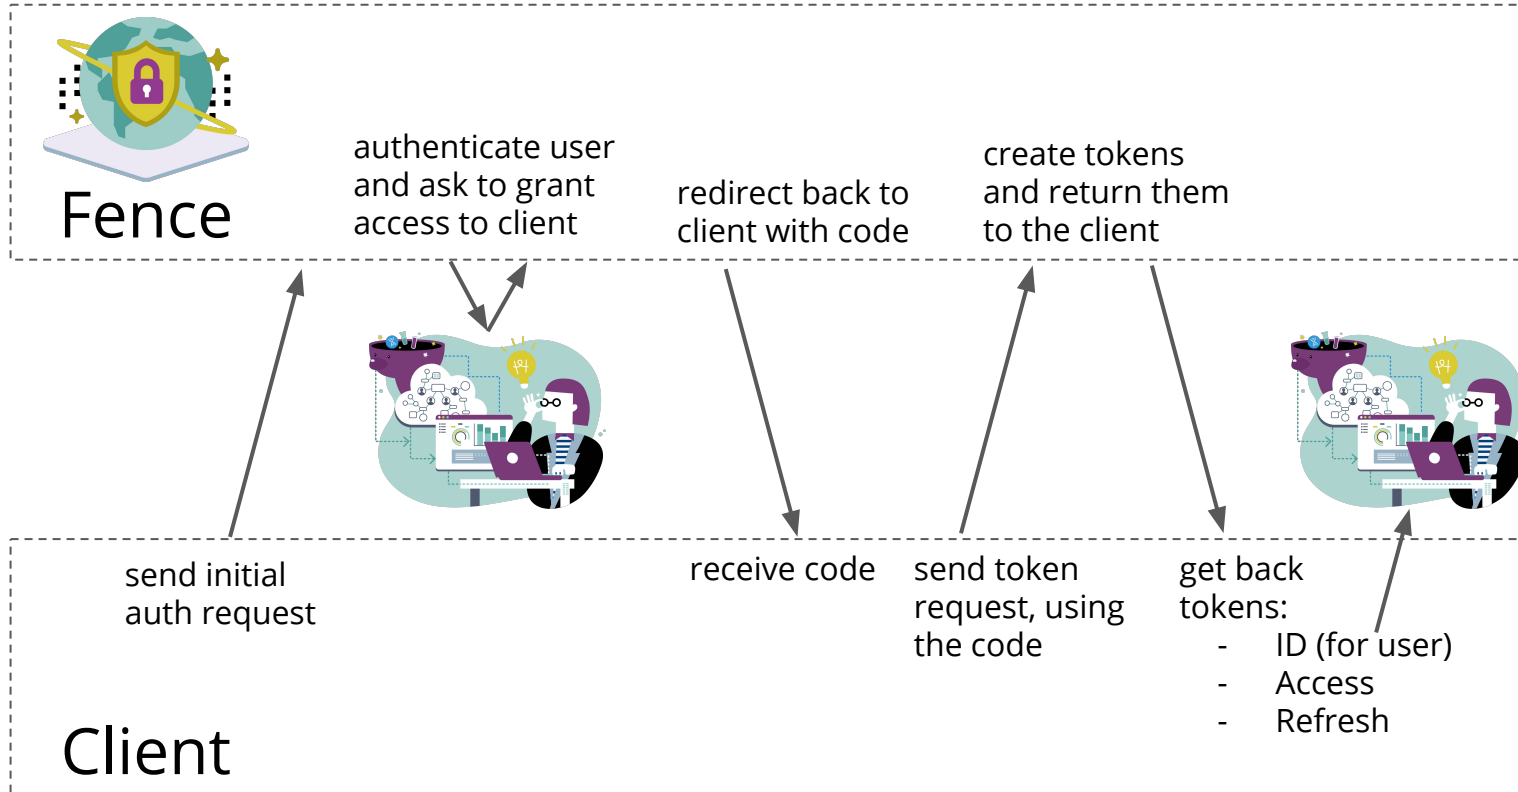 Fence
authenticate user
and ask to grant
access to client
redirect back to
client with code
create tokens
and return them
to the client
send initial
auth request
receive code
send token
request, using
the code
get back
tokens:
- ID (for user)
- Access
- Refresh
Client